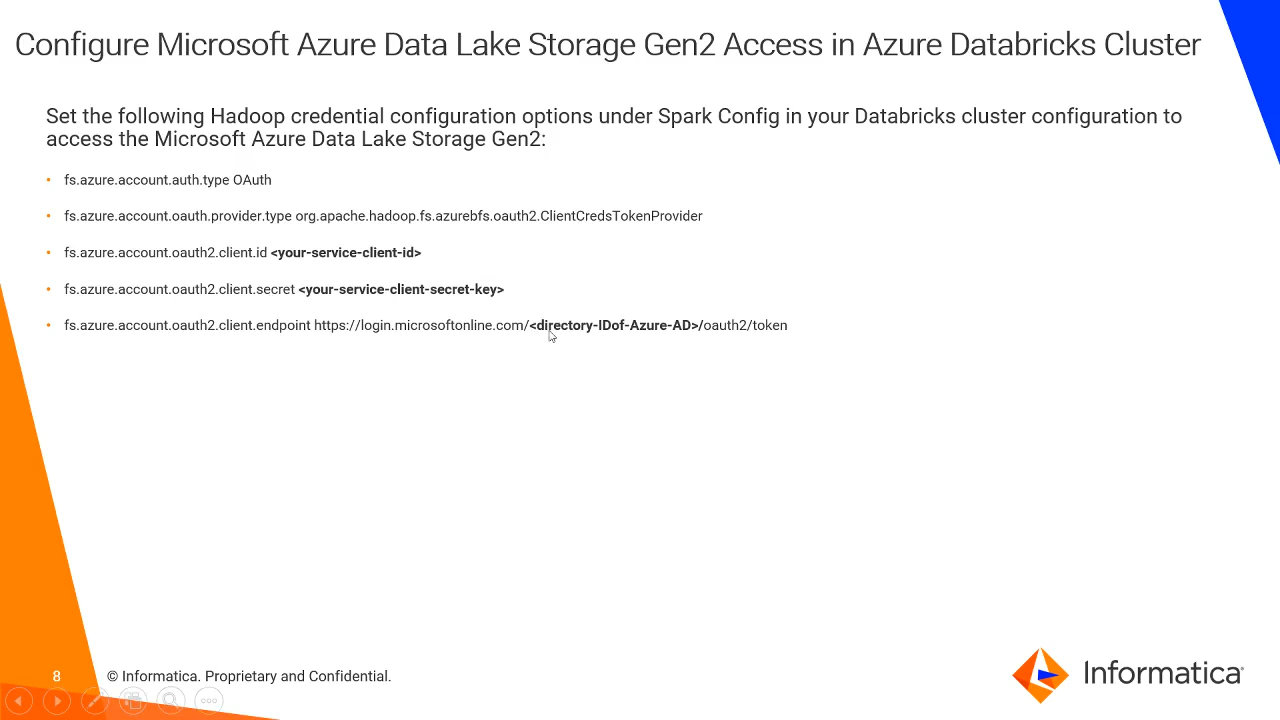 Configure Microsoft Azure Data Lake Storage Gen2 Access in Azure Databricks Cluster
Set the following Hadoop credential configuration options under Spark Config in your Databricks cluster configuration to
access the Microsoft Azure Data Lake Storage Gen2:
• fs.azure.account.auth.type OAuth
• fs.azure.account.oauth.provider.type org.apache.hadoop.fs.azurebfs.oauth2.ClientCredsTokenProvider
• fs.azure.account.oauth2.client.id <your-service-client-id>
• fs.azure.account.oauth2.client.secret <your-service-client-secret-key>
• fs.azure.account.oauth2.client.endpoint https://login.microsoftonline.com/<directory-IDof-Azure-AD>/oauth2/token
8
© Informatica. Proprietary and Confidential.
Informatica